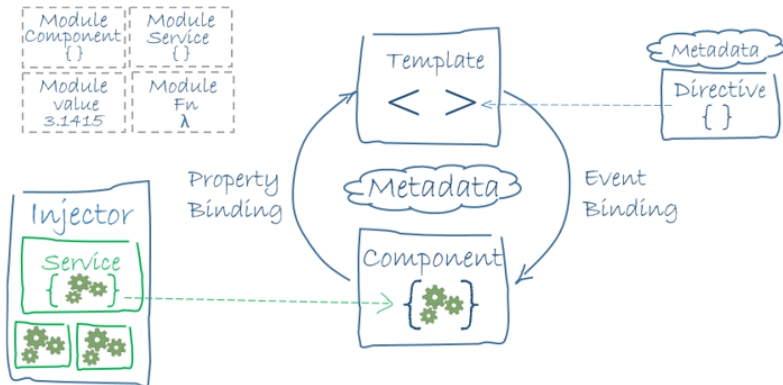 Module
Component
{ }
Module
Service
{ }
Module
value
3.1415
Module
Fn
λ
Template
< >
Metadata
Directive
{ }
Property
Binding
Metadata
Event
Binding
Injector
Service
{ }
Component
{ }